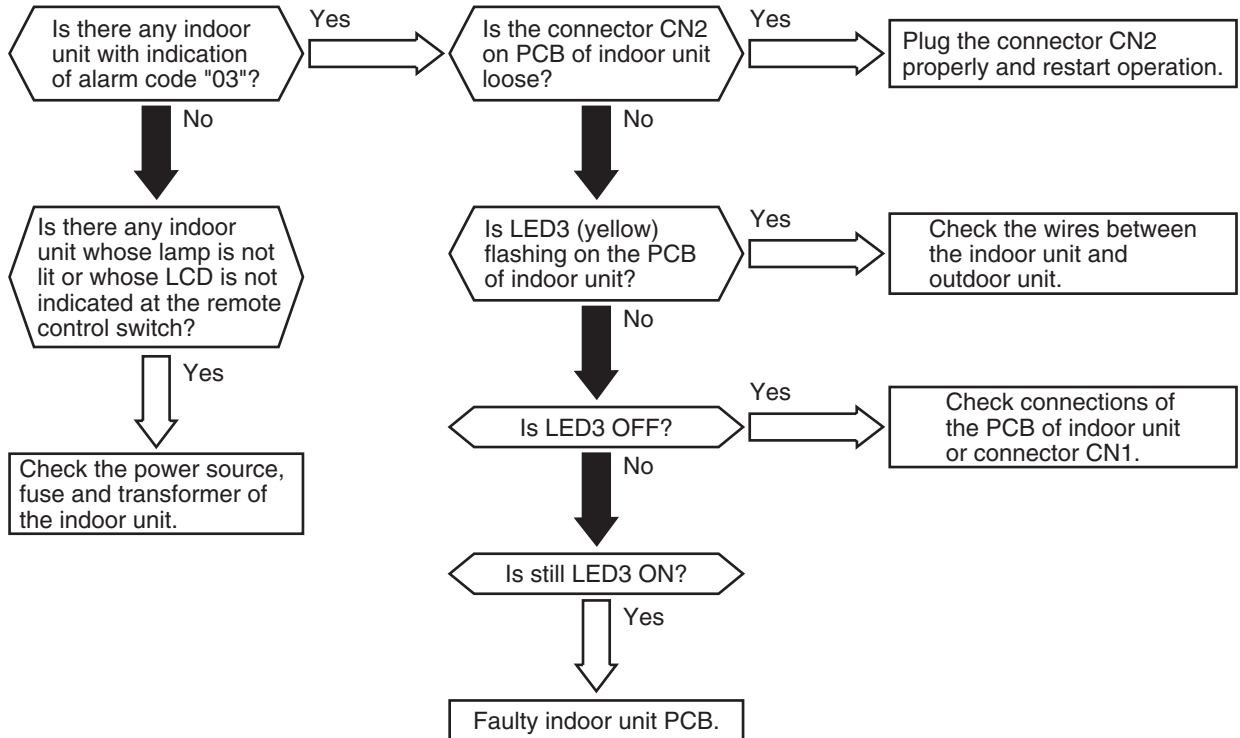 Is there any indoor
unit with indication
of alarm code "03"?
Yes
Is the connector CN2
on PCB of indoor unit
loose?
Yes
Plug the connector CN2
properly and restart operation.
No
No
Is there any indoor
unit whose lamp is not
lit or whose LCD is not
indicated at the remote
control switch?
Is LED3 (yellow)
flashing on the PCB
of indoor unit?
Yes
Check the wires between
the indoor unit and
outdoor unit.
No
Yes
Check the power source,
fuse and transformer of
the indoor unit.
Is LED3 OFF?
Yes
Check connections of
the PCB of indoor unit
or connector CN1.
No
Is still LED3 ON?
Yes
Faulty indoor unit PCB.